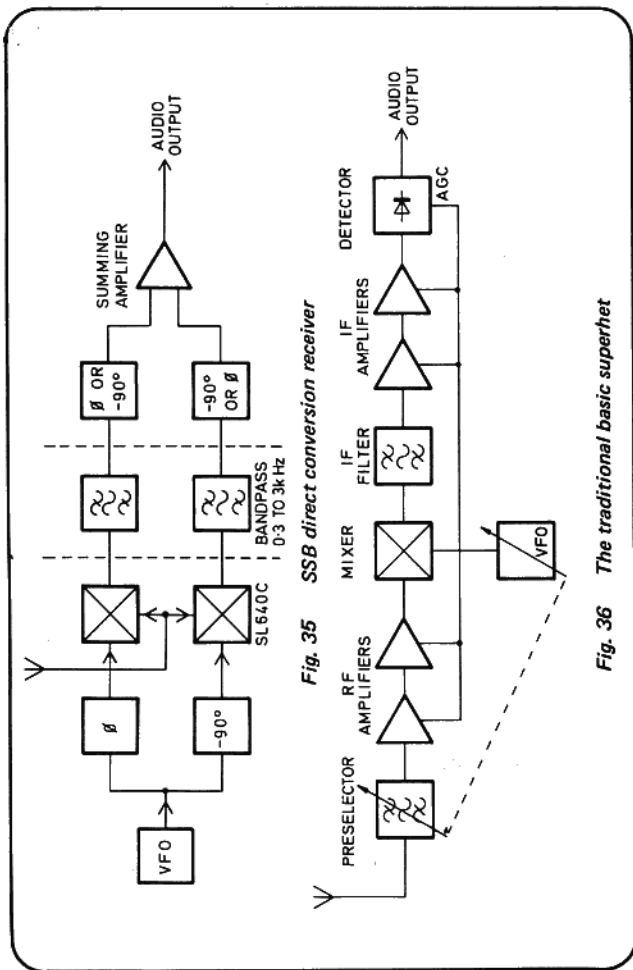 SUMMING
AMPLIFIER
AUDIO
OUTPUT
Ø OR
-90°
-90°
OR Ø
BANDPASS
0·3 TO 3kHz
SL640C
Ø
-90°
VFO
Fig. 35 SSB direct conversion receiver
PRESELECTOR
RF
AMPLIFIERS
MIXER
IF
FILTER
IF
AMPLIFIERS
DETECTOR
AUDIO
OUTPUT
AGC
VFO
Fig. 36 The traditional basic superhet